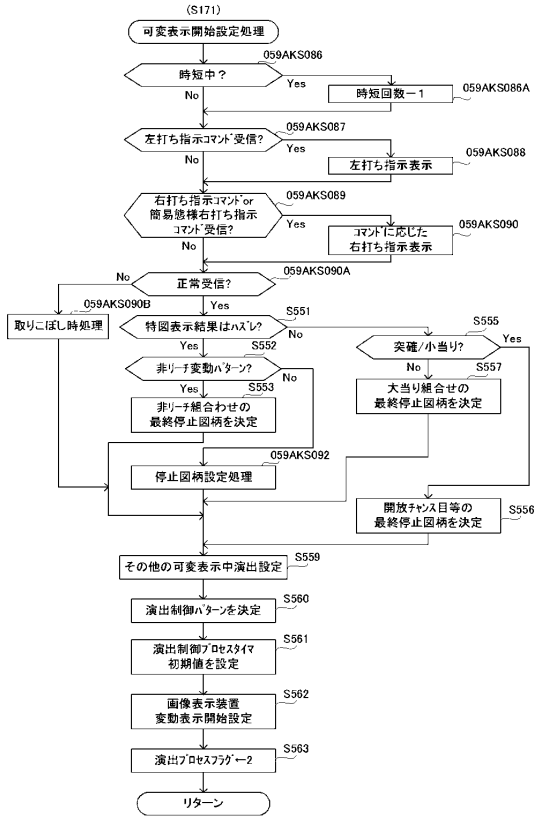 (S171)
可変表示開始設定処理
059AKS086
時短中？
Yes
No
時短回数－1
059AKS086A
059AKS087
左打ち指示コマンド受信？
Yes
No
059AKS088
左打ち指示表示
059AKS089
右打ち指示コマンドor
簡易態様右打ち指示
コマンド受信？
Yes
No
059AKS090
コマンドに応じた
右打ち指示表示
059AKS090A
正常受信？
No
Yes
059AKS090B
取りこぼし時処理
S551
特図表示結果はハズレ？
No
Yes
S555
突確/小当り？
Yes
No
S552
非リーチ変動パターン？
No
Yes
S557
大当り組合せの
最終停止図柄を決定
S553
非リーチ組合わせの
最終停止図柄を決定
059AKS092
停止図柄設定処理
開放チャンス目等の
最終停止図柄を決定
S556
S559
その他の可変表示中演出設定
S560
演出制御パターンを決定
S561
演出制御プロセスタイマ
初期値を設定
S562
画像表示装置
変動表示開始設定
S563
演出プロセスフラグ←2
リターン